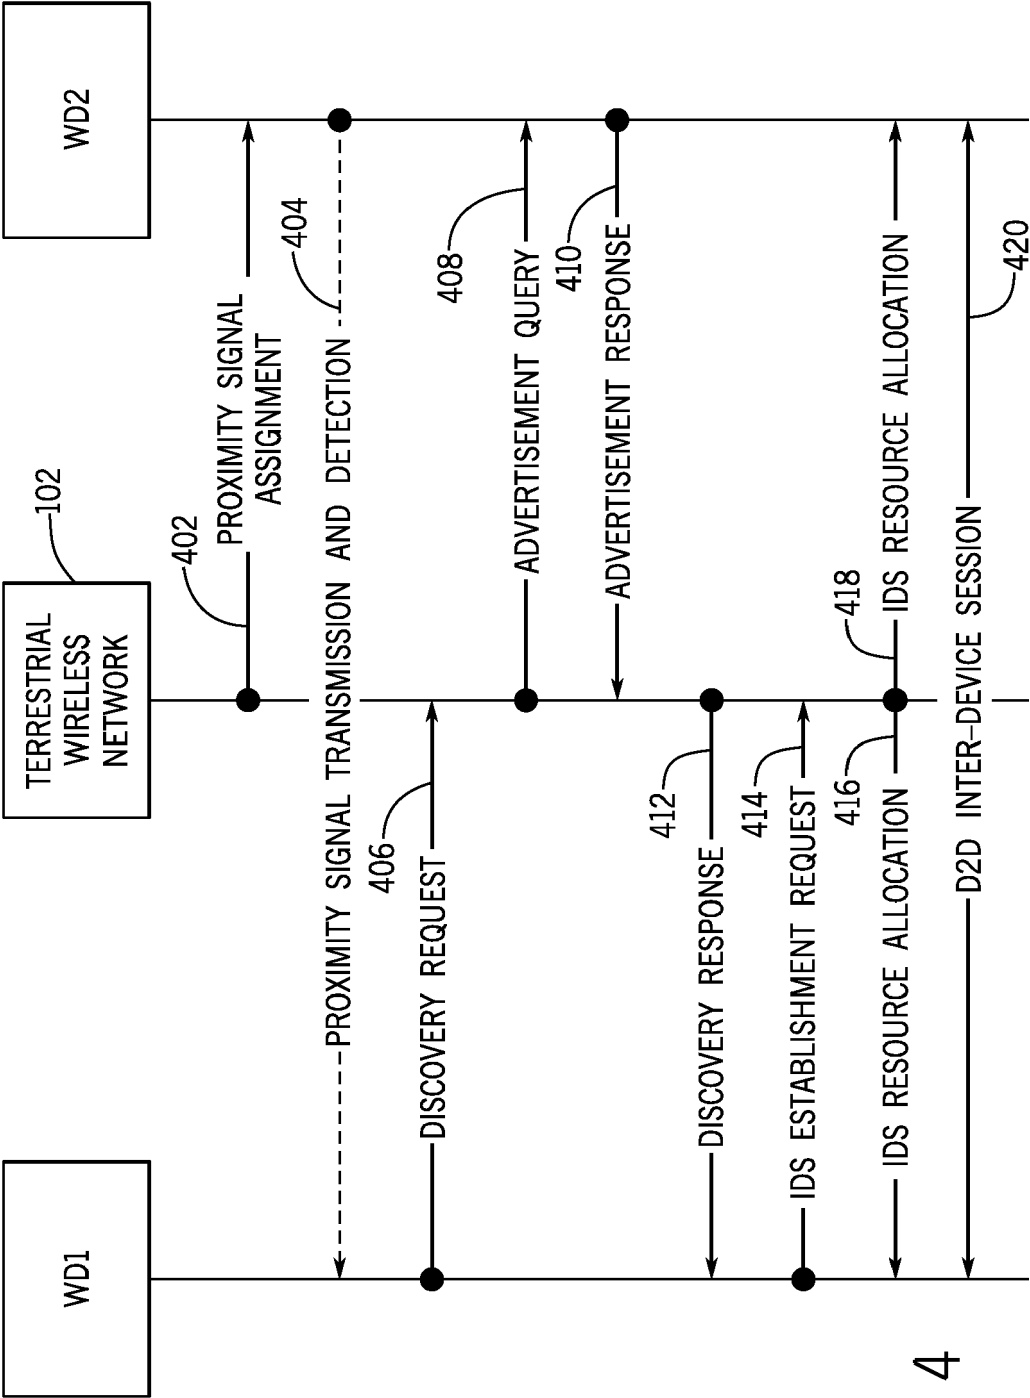 WD1
TERRESTRIAL
WIRELESS
NETWORK
102
WD2
402
PROXIMITY SIGNAL
ASSIGNMENT
404
PROXIMITY SIGNAL TRANSMISSION AND DETECTION
406
DISCOVERY REQUEST
408
ADVERTISEMENT QUERY
410
ADVERTISEMENT RESPONSE
412
DISCOVERY RESPONSE
414
IDS ESTABLISHMENT REQUEST
416
IDS RESOURCE ALLOCATION
418
IDS RESOURCE ALLOCATION
D2D INTER-DEVICE SESSION
420
4